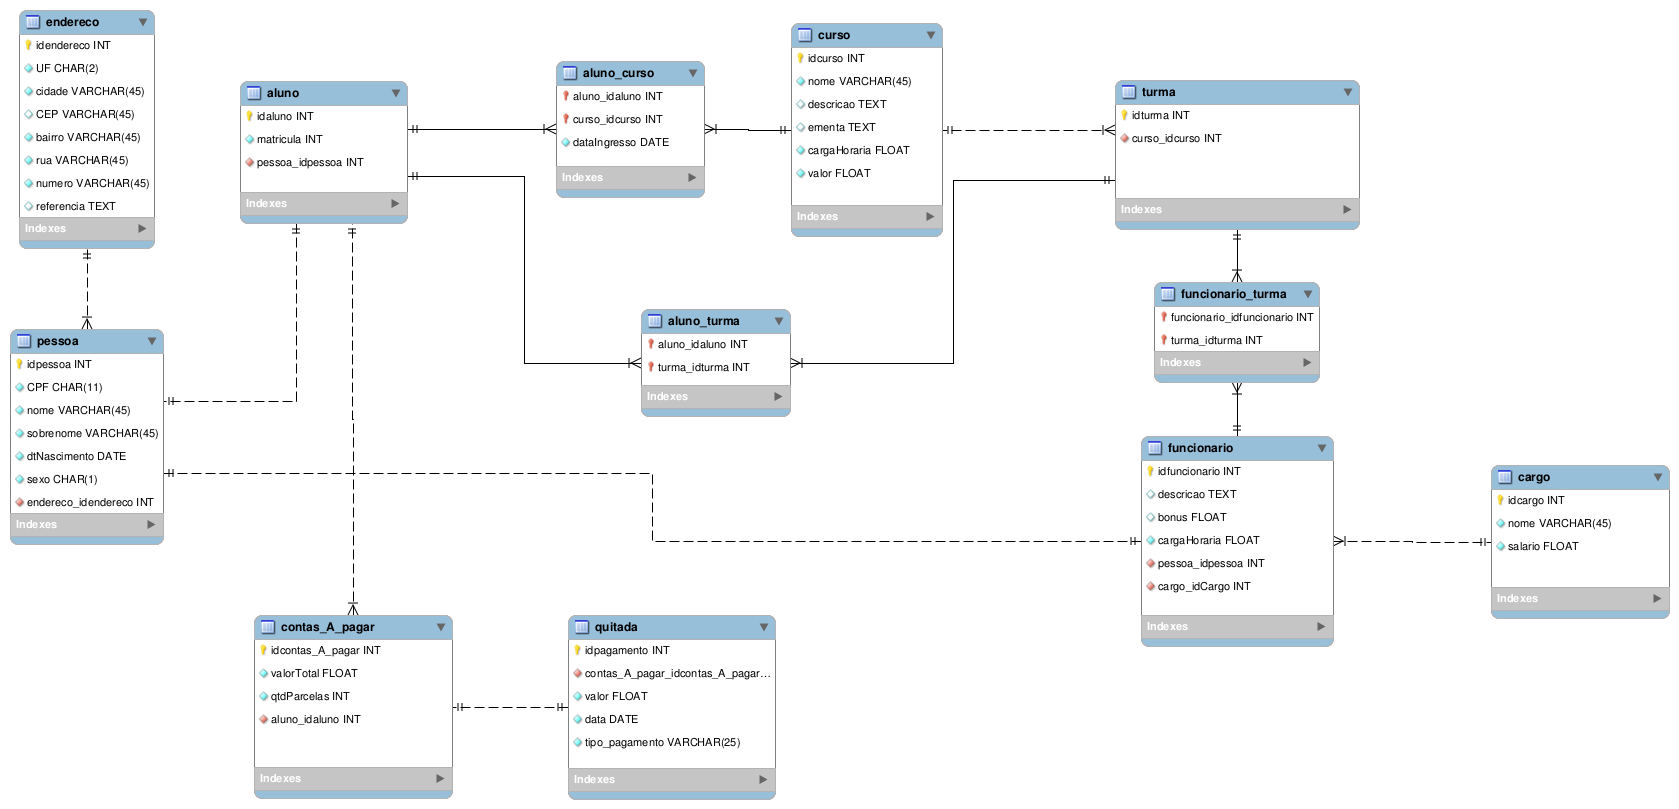 endereco
idendereco INT
UF CHAR(2)
cidade VARCHAR(45)
CEP VARCHAR(45)
bairro VARCHAR(45)
rua VARCHAR(45)
numero VARCHAR(45)
referencia TEXT
Indexes
aluno
idaluno INT
matricula INT
pessoa_idpessoa INT
Indexes
aluno_curso
aluno_idaluno INT
curso_idcurso INT
dataIngresso DATE
Indexes
curso
idcurso INT
nome VARCHAR(45)
descricao TEXT
ementa TEXT
cargaHoraria FLOAT
valor FLOAT
Indexes
turma
idturma INT
curso_idcurso INT
Indexes
pessoa
idpessoa INT
CPF CHAR(11)
nome VARCHAR(45)
sobrenome VARCHAR(45)
dtNascimento DATE
sexo CHAR(1)
endereco_idendereco INT
Indexes
aluno_turma
aluno_idaluno INT
turma_idturma INT
Indexes
funcionario_turma
funcionario_idfuncionario INT
turma_idturma INT
Indexes
funcionario
idfuncionario INT
descricao TEXT
bonus FLOAT
cargaHoraria FLOAT
pessoa_idpessoa INT
cargo_idCargo INT
Indexes
cargo
idcargo INT
nome VARCHAR(45)
salario FLOAT
Indexes
contas_A_pagar
idcontas_A_pagar INT
valorTotal FLOAT
qtdParcelas INT
aluno_idaluno INT
Indexes
quitada
idpagamento INT
contas_A_pagar_idcontas_A_pagar...
valor FLOAT
data DATE
tipo_pagamento VARCHAR(25)
Indexes